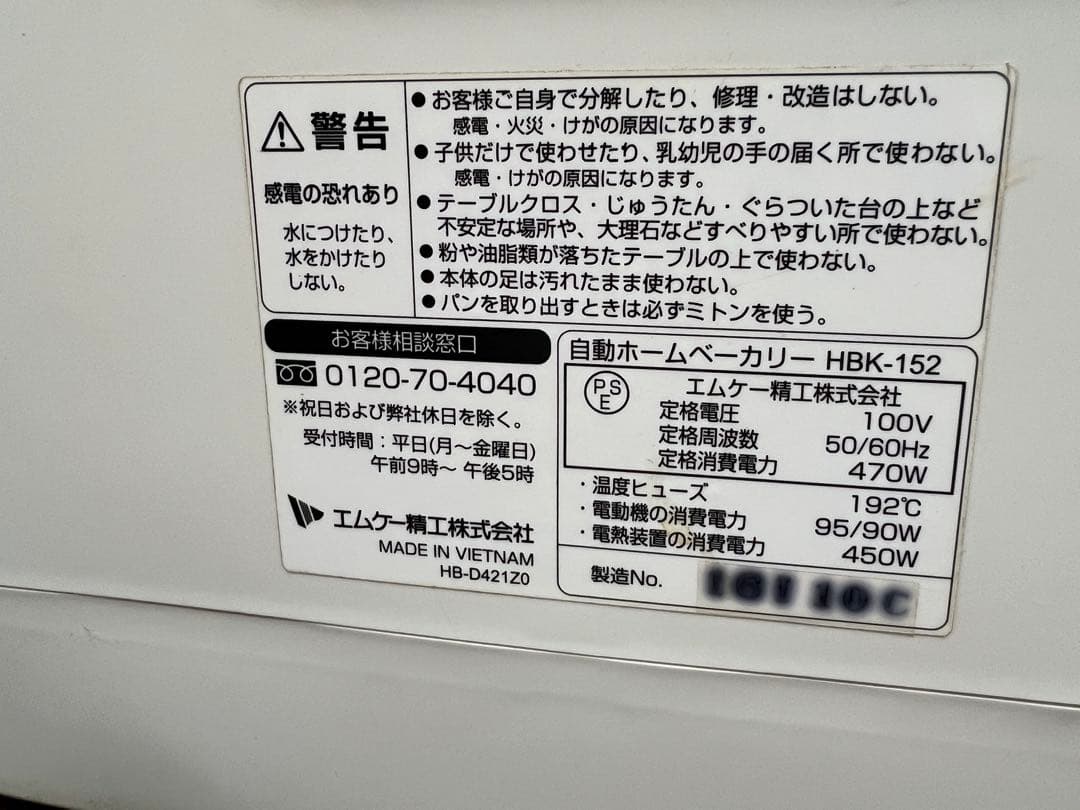 警告
感電の恐れあり
水につけたり、
水をかけたり
しない。
●お客様ご自身で分解したり、修理・改造はしない。
感電・火災・けがの原因になります。
●子供だけで使わせたり、乳幼児の手の届く所で使わない。
感電・けがの原因になります。
●テーブルクロス・じゅうたん・ぐらついた台の上など
不安定な場所や、大理石などすべりやすい所で使わない。
●粉や油脂類が落ちたテーブルの上で使わない。
●本体の足は汚れたまま使わない。
●パンを取り出すときは必ずミトンを使う。
お客様相談窓口
0120-70-4040
※祝日および弊社休日を除く。
受付時間：平日(月～金曜日)
午前9時～ 午後5時
エムケー精工株式会社
MADE IN VIETNAM
HB-D421Z0
自動ホームベーカリー HBK-152
PSE
エムケー精工株式会社
定格電圧 100V
定格周波数 50/60Hz
定格消費電力 470W
・温度ヒューズ 192℃
・電動機の消費電力 95/90W
・電熱装置の消費電力 450W
製造No.